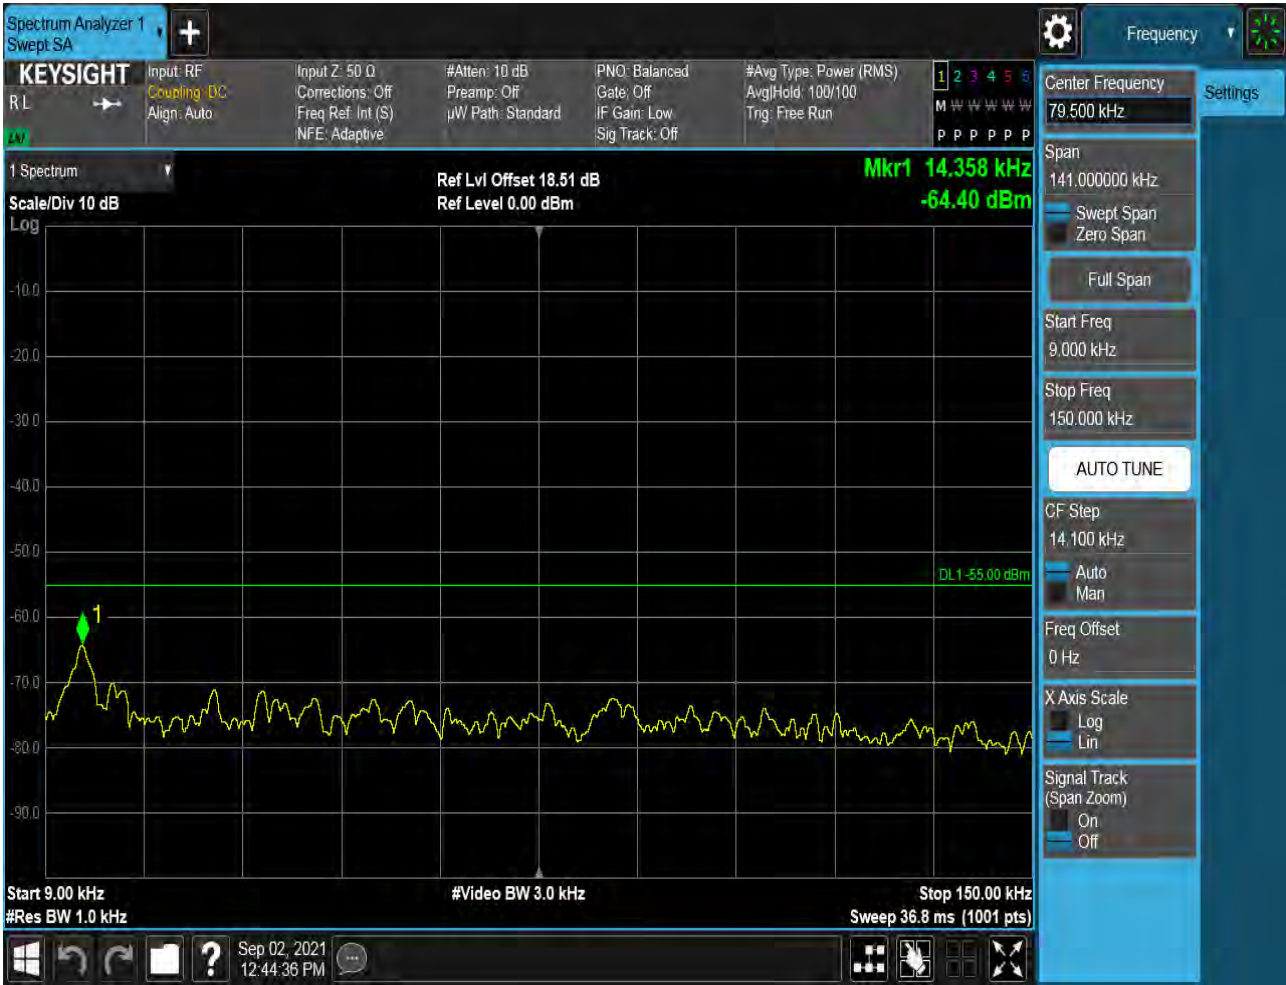 Spectrum Analyzer 1
Swept SA
Frequency
KEYSIGHT
R L
LXI
Input: RF
Coupling: DC
Align: Auto
Input Z: 50 Ω
Corrections: Off
Freq Ref: Int (S)
NFE: Adaptive
#Atten: 10 dB
Preamp: Off
µW Path: Standard
PNO: Balanced
Gate: Off
IF Gain: Low
Sig Track: Off
#Avg Type: Power (RMS)
Avg|Hold: 100/100
Trig: Free Run
1 2 3 4 5 6
M W W W W W
P P P P P P
1 Spectrum
Scale/Div 10 dB
Log
Ref Lvl Offset 18.51 dB
Ref Level 0.00 dBm
Mkr1 14.358 kHz
-64.40 dBm
-10.0
-20.0
-30.0
-40.0
-50.0
DL1 -55.00 dBm
-60.0
1
-70.0
-80.0
-90.0
Start 9.00 kHz
#Video BW 3.0 kHz
Stop 150.00 kHz
#Res BW 1.0 kHz
Sweep 36.8 ms (1001 pts)
Sep 02, 2021
12:44:36 PM
Center Frequency
79.500 kHz
Settings
Span
141.000000 kHz
Swept Span
Zero Span
Full Span
Start Freq
9.000 kHz
Stop Freq
150.000 kHz
AUTO TUNE
CF Step
14.100 kHz
Auto
Man
Freq Offset
0 Hz
X Axis Scale
Log
Lin
Signal Track
(Span Zoom)
On
Off